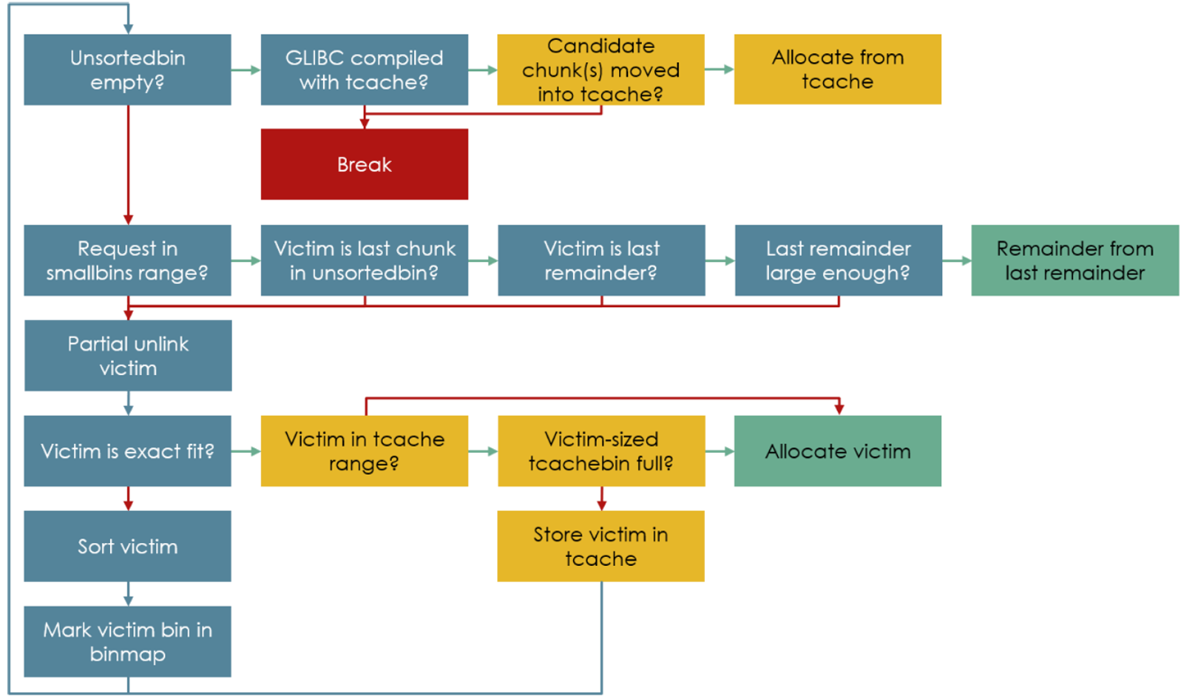 Unsortedbin
empty?
GLIBC compiled
with tcache?
Candidate
chunk(s) moved
into tcache?
Allocate from
tcache
Break
Request in
smallbins range?
Victim is last chunk
in unsortedbin?
Victim is last
remainder?
Last remainder
large enough?
Remainder from
last remainder
Partial unlink
victim
Victim is exact fit?
Victim in tcache
range?
Victim-sized
tcachebin full?
Allocate victim
Sort victim
Store victim in
tcache
Mark victim bin in
binmap